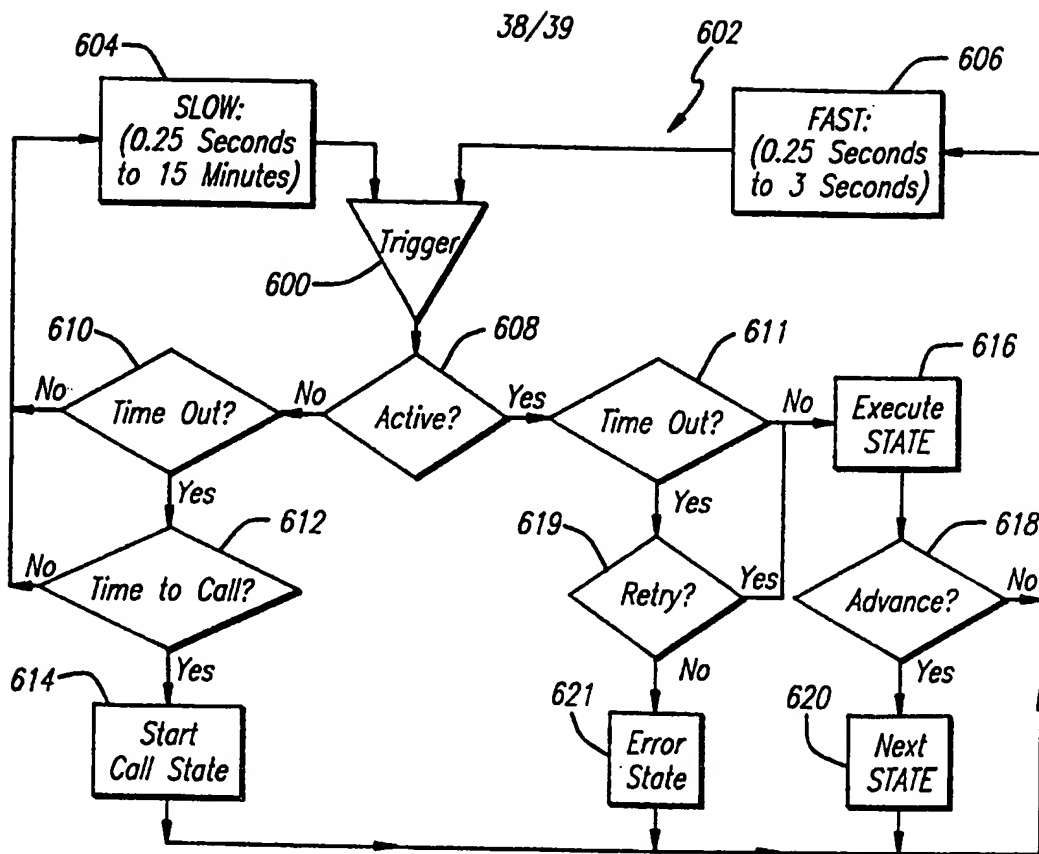 38/39
604
602
606
SLOW:
(0.25 Seconds
to 15 Minutes)
FAST:
(0.25 Seconds
to 3 Seconds)
Trigger
600
610
608
611
616
No
Time Out?
No
Active?
Yes
Time Out?
No
Execute
STATE
Yes
Yes
612
619
618
No
Time to Call?
Retry?
Yes
Advance?
No
Yes
No
Yes
614
621
620
Start
Call State
Error
State
Next
STATE